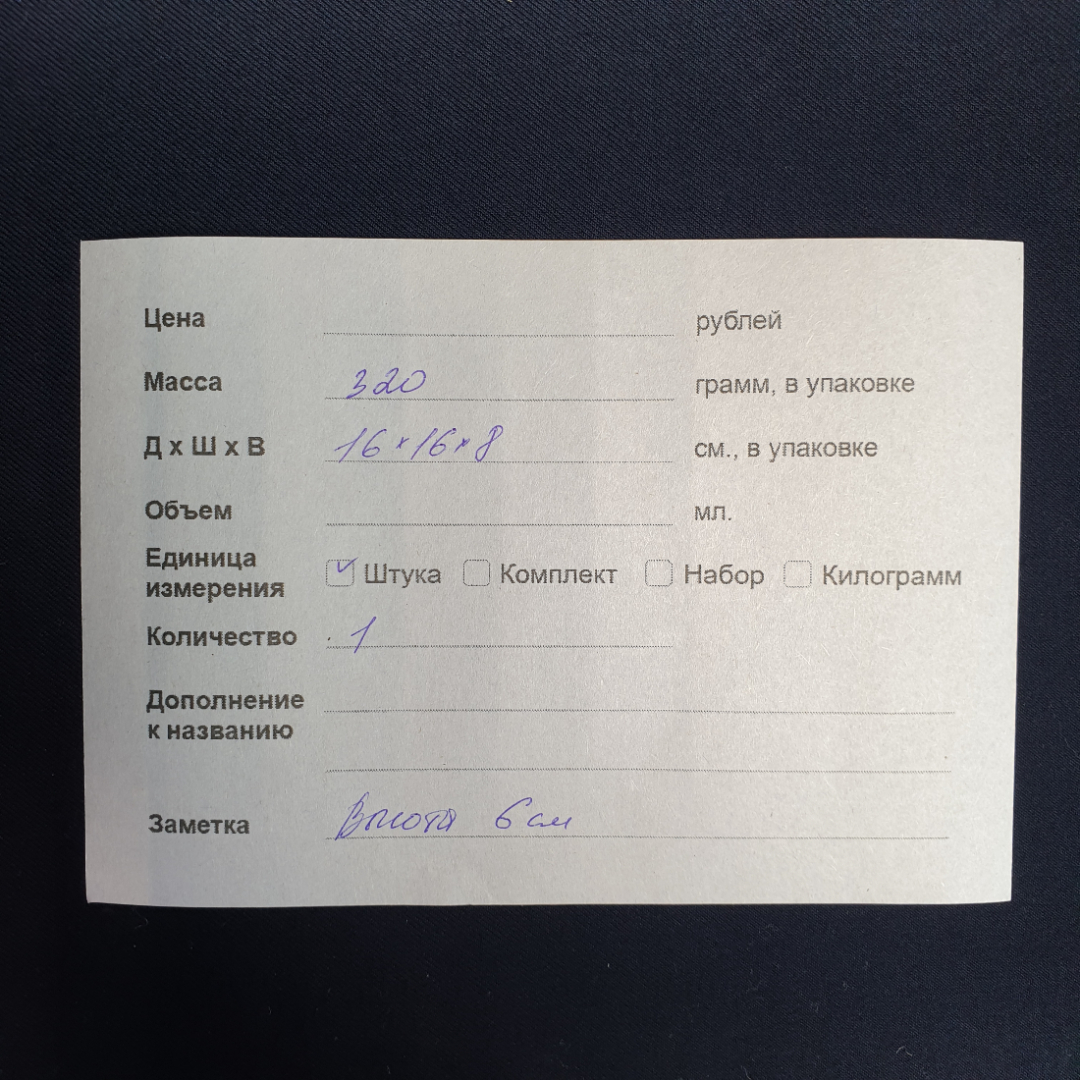 Цена рублей
Масса 320 грамм, в упаковке
Д х Ш х В 16×16×8 см., в упаковке
Объем мл.
Единица
измерения ✓ Штука Комплект Набор Килограмм
Количество 1
Дополнение
к названию
Заметка Высота 6 см